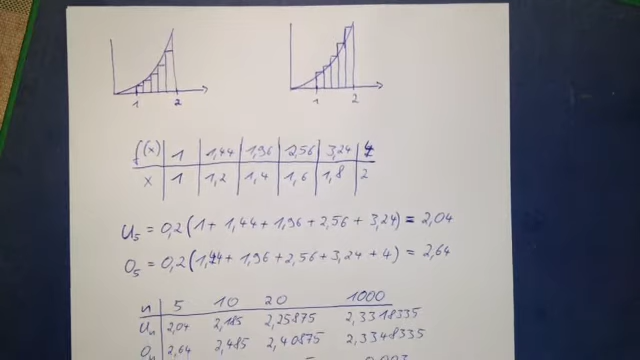 1 2 1 2
f(x) 1 1,44 1,96 2,56 3,24 4
x 1 1,2 1,4 1,6 1,8 2
U₅ = 0,2(1 + 1,44 + 1,96 + 2,56 + 3,24) = 2,04
O₅ = 0,2(1,44 + 1,96 + 2,56 + 3,24 + 4) = 2,64
n 5 10 20 1000
Uₙ 2,04 2,185 2,25875 2,3318335
Oₙ 2,64 2,485 2,40875 2,3348335